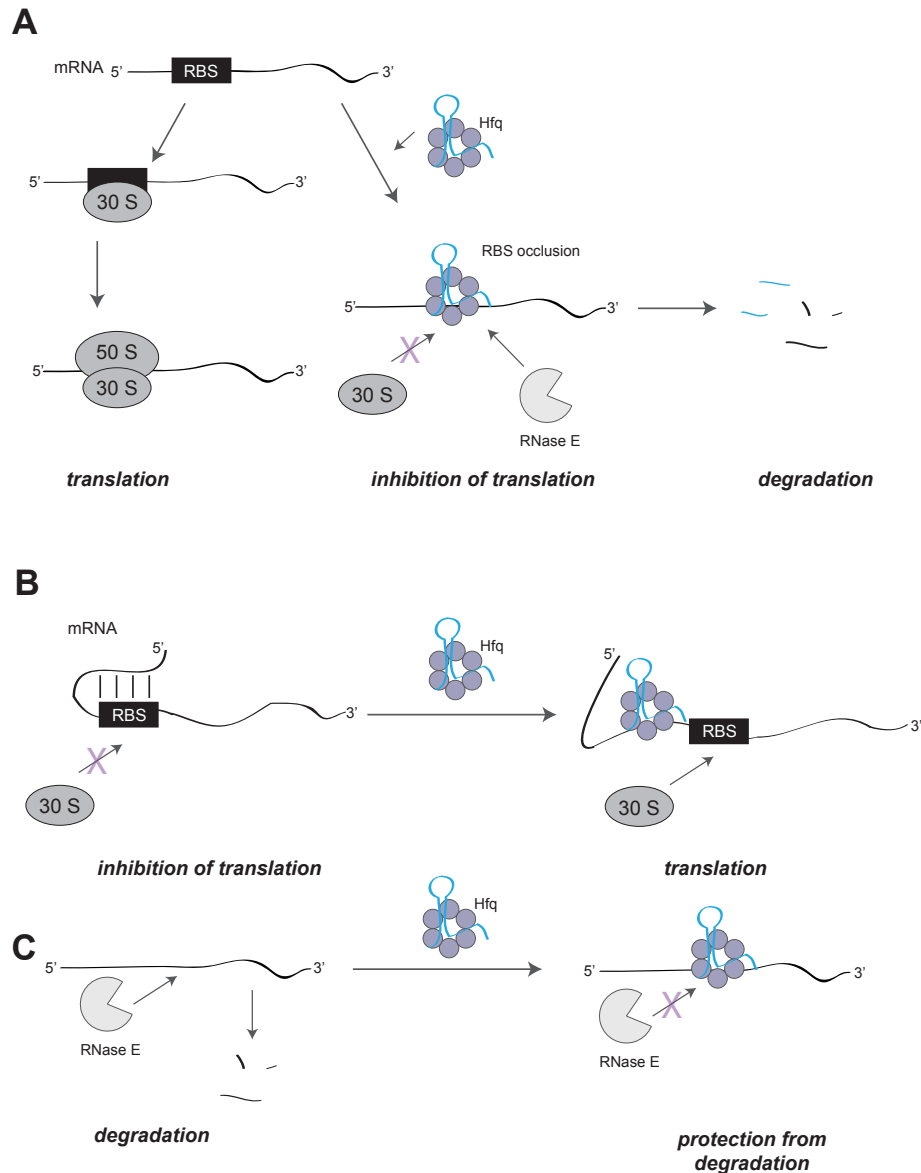 A
mRNA 5’ RBS 3’
Hfq
5’ 30 S 3’
RBS occlusion
5’ 3’
50 S
5’ 30 S 3’
X
30 S
RNase E
translation
inhibition of translation
degradation
B
mRNA
5’
RBS 3’
X
30 S
Hfq
5’
RBS 3’
30 S
inhibition of translation
translation
C
5’ 3’
RNase E
Hfq
5’ 3’
X
RNase E
degradation
protection from
degradation